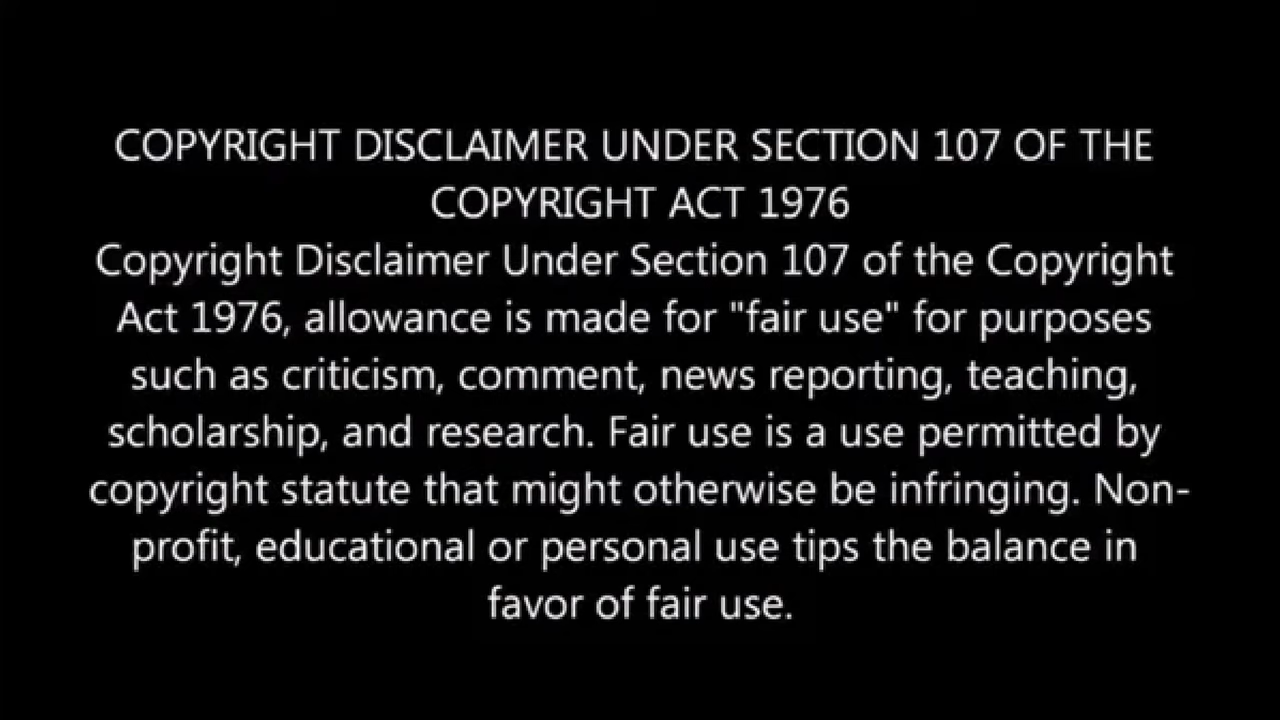 COPYRIGHT DISCLAIMER UNDER SECTION 107 OF THE
COPYRIGHT ACT 1976
Copyright Disclaimer Under Section 107 of the Copyright
Act 1976, allowance is made for "fair use" for purposes
such as criticism, comment, news reporting, teaching,
scholarship, and research. Fair use is a use permitted by
copyright statute that might otherwise be infringing. Non-
profit, educational or personal use tips the balance in
favor of fair use.